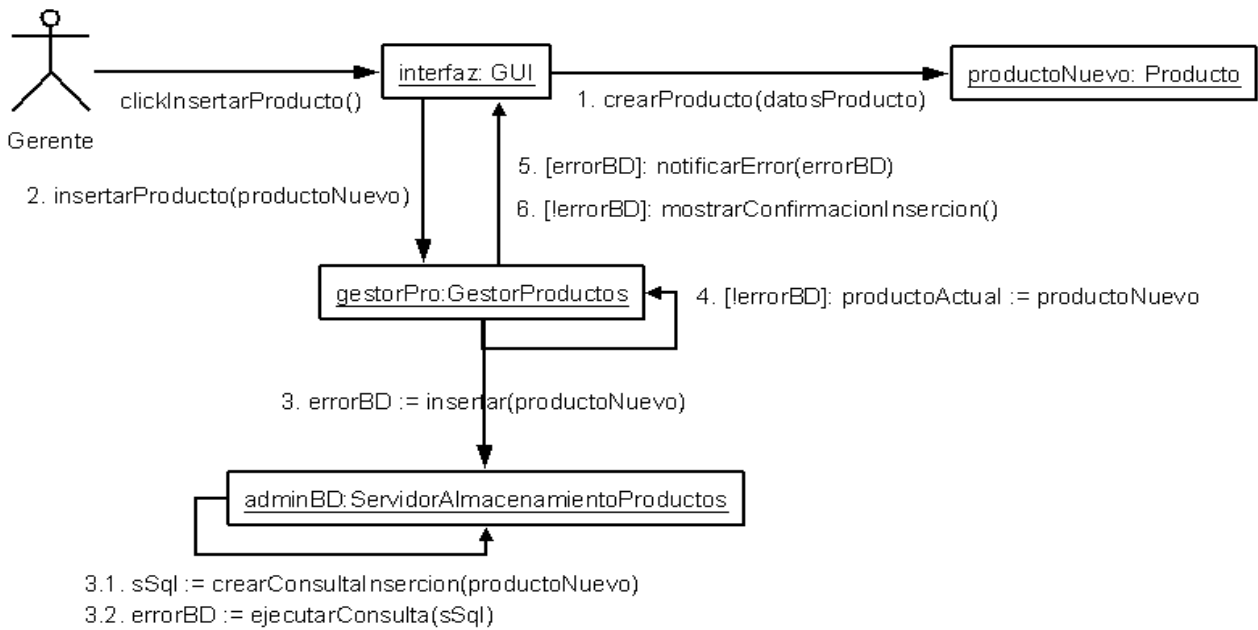 interfaz: GUI
productoNuevo: Producto
clickInsertarProducto()
1. crearProducto(datosProducto)
Gerente
5. [errorBD]: notificarError(errorBD)
2. insertarProducto(productoNuevo)
6. [!errorBD]: mostrarConfirmacionInsercion()
gestorPro:GestorProductos
4. [!errorBD]: productoActual := productoNuevo
3. errorBD := insertar(productoNuevo)
adminBD:ServidorAlmacenamientoProductos
3.1. sSql := crearConsultaInsercion(productoNuevo)
3.2. errorBD := ejecutarConsulta(sSql)